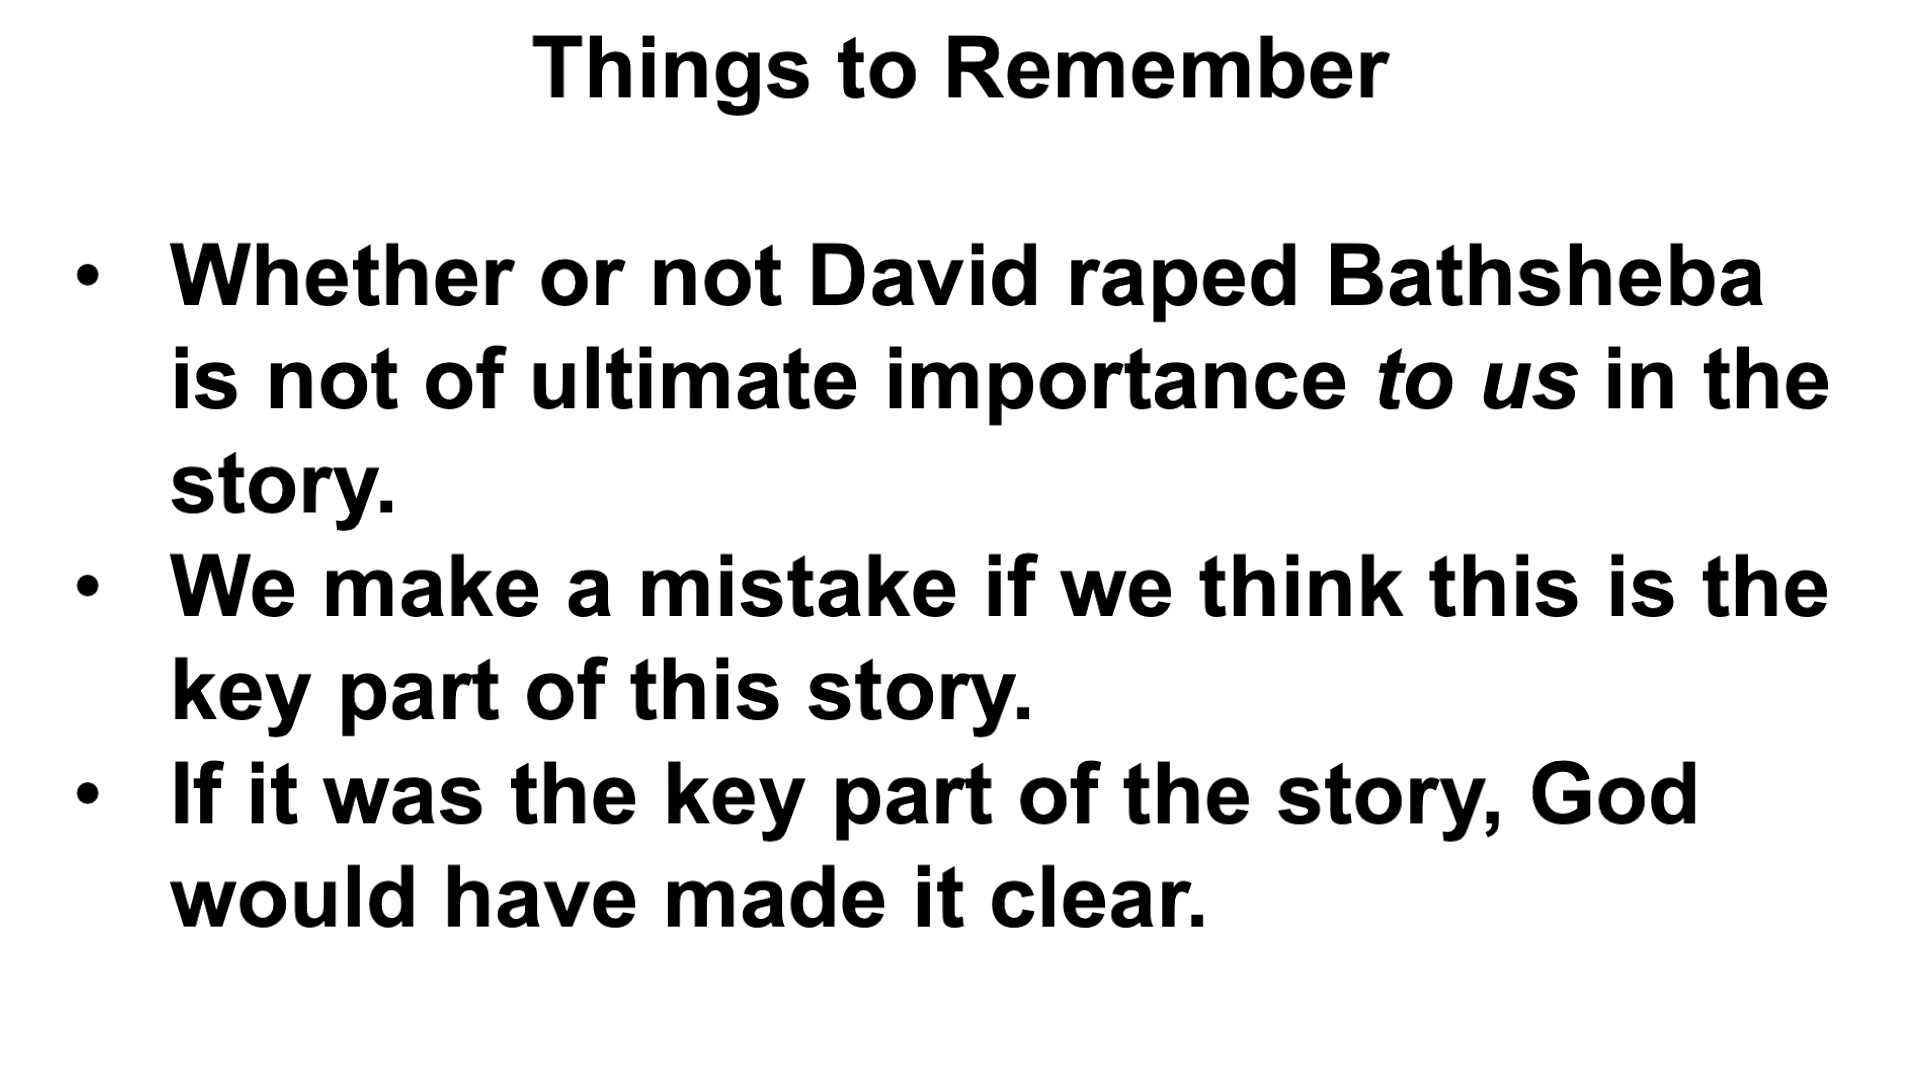 Things to Remember
• Whether or not David raped Bathsheba
is not of ultimate importance to us in the
story.
• We make a mistake if we think this is the
key part of this story.
• If it was the key part of the story, God
would have made it clear.